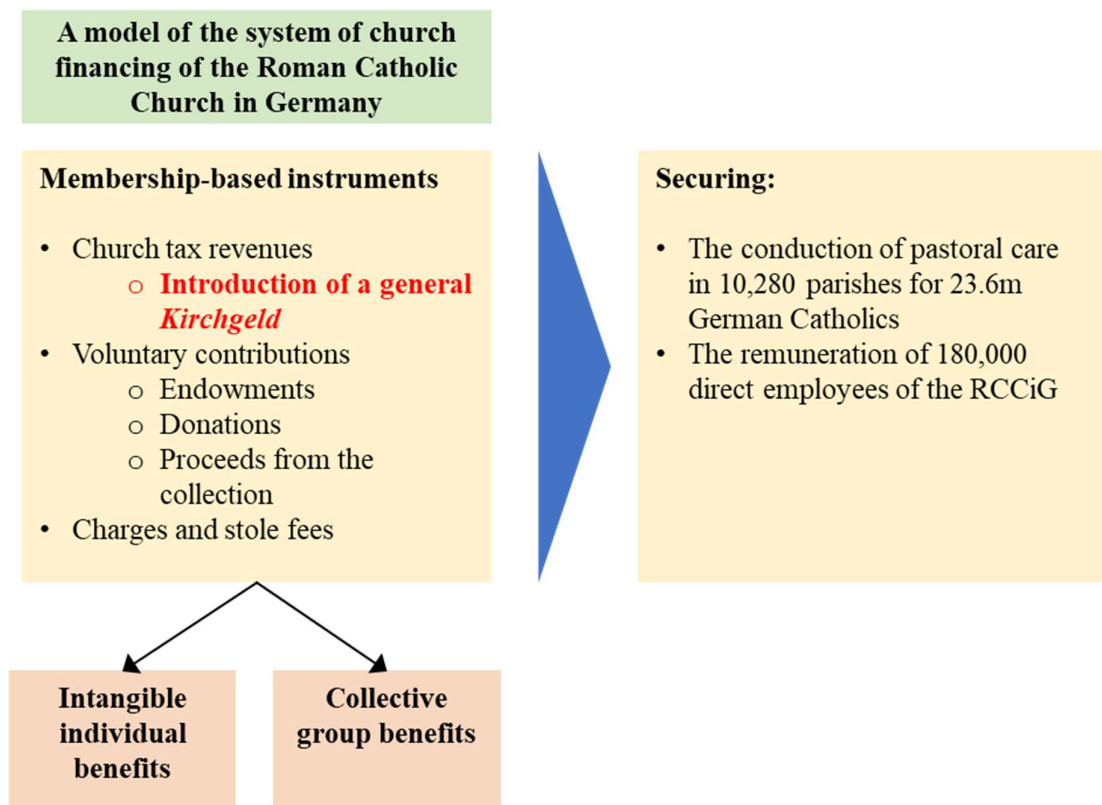 A model of the system of church
financing of the Roman Catholic
Church in Germany
Membership-based instruments
• Church tax revenues
o Introduction of a general
Kirchgeld
• Voluntary contributions
o Endowments
o Donations
o Proceeds from the
collection
• Charges and stole fees
Securing:
• The conduction of pastoral care
in 10,280 parishes for 23.6m
German Catholics
• The remuneration of 180,000
direct employees of the RCCiG
Intangible
individual
benefits
Collective
group benefits